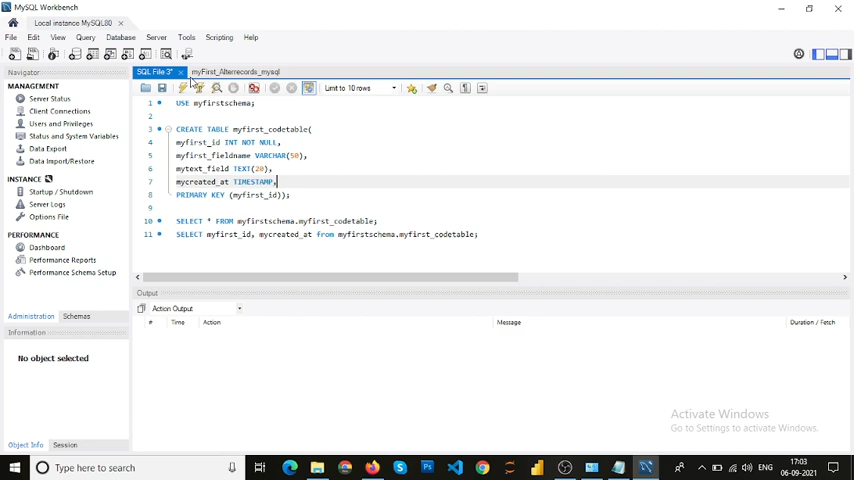 MySQL Workbench
Local instance MySQL80
File Edit View Query Database Server Tools Scripting Help
Navigator
SQL File 3* myFirst_Alterrecords_mysql
MANAGEMENT
Server Status
Client Connections
Users and Privileges
Status and System Variables
Data Export
Data Import/Restore
INSTANCE
Startup / Shutdown
Server Logs
Options File
PERFORMANCE
Dashboard
Performance Reports
Performance Schema Setup
Administration Schemas
Information
No object selected
Object Info Session
Limit to 10 rows
1 USE myfirstschema;
2
3 CREATE TABLE myfirst_codetable(
4 myfirst_id INT NOT NULL,
5 myfirst_fieldname VARCHAR(50),
6 mytext_field TEXT(20),
7 mycreated_at TIMESTAMP,
8 PRIMARY KEY (myfirst_id));
9
10 SELECT * FROM myfirstschema.myfirst_codetable;
11 SELECT myfirst_id, mycreated_at from myfirstschema.myfirst_codetable;
Output
Action Output
# Time Action Message Duration / Fetch
Activate Windows
Go to Settings to activate Windows.
Type here to search
ENG
17:03
06-09-2021